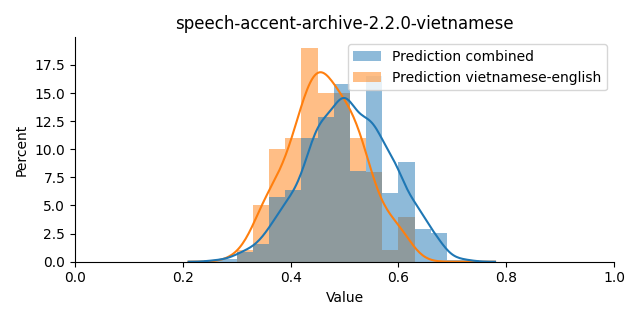 speech-accent-archive-2.2.0-vietnamese
Prediction combined
Prediction vietnamese-english
Percent
17.5
15.0
12.5
10.0
7.5
5.0
2.5
0.0
0.0
0.2
0.4
0.6
0.8
1.0
Value